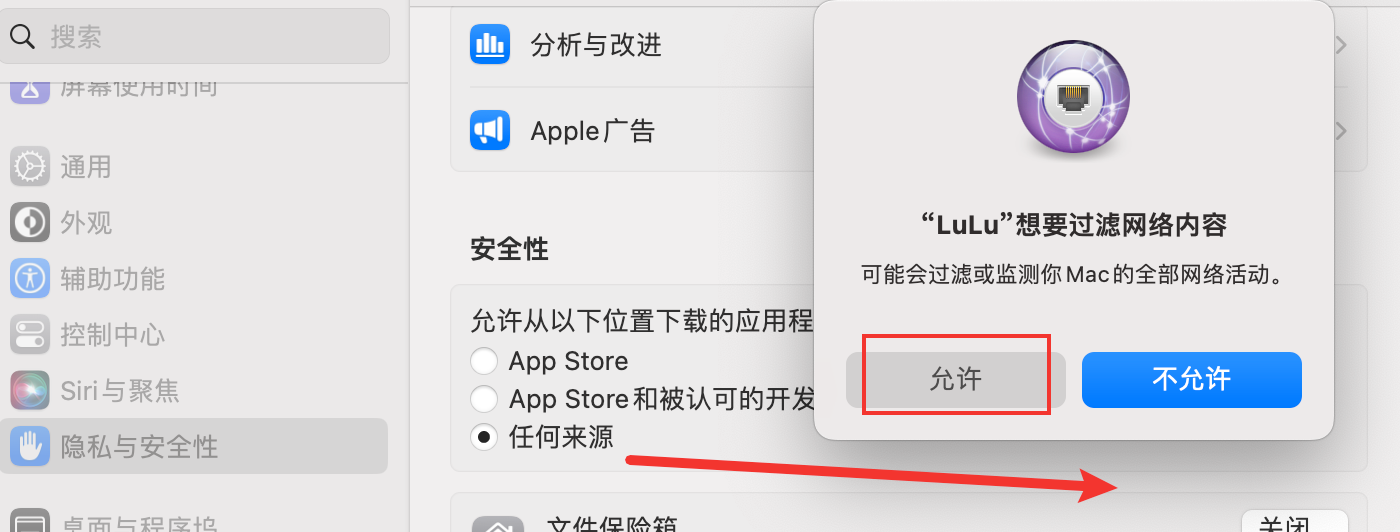 搜索
屏幕使用时间
通用
外观
辅助功能
控制中心
Siri与聚焦
隐私与安全性
桌面与程序坞
分析与改进
Apple广告
安全性
允许从以下位置下载的应用程
App Store
App Store和被认可的开发
任何来源
文件保险箱
关闭
“LuLu”想要过滤网络内容
可能会过滤或监测你Mac的全部网络活动。
允许
不允许